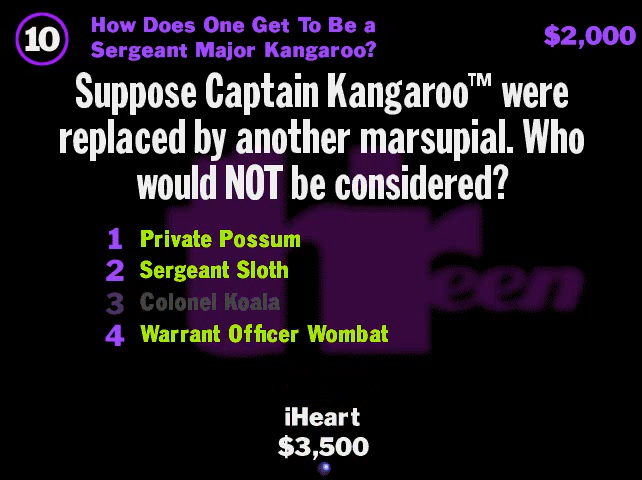 10
How Does One Get To Be a
Sergeant Major Kangaroo?
$2,000
Suppose Captain Kangaroo™ were
replaced by another marsupial. Who
would NOT be considered?
1 Private Possum
2 Sergeant Sloth
3 Colonel Koala
4 Warrant Officer Wombat
een
iHeart
$3,500